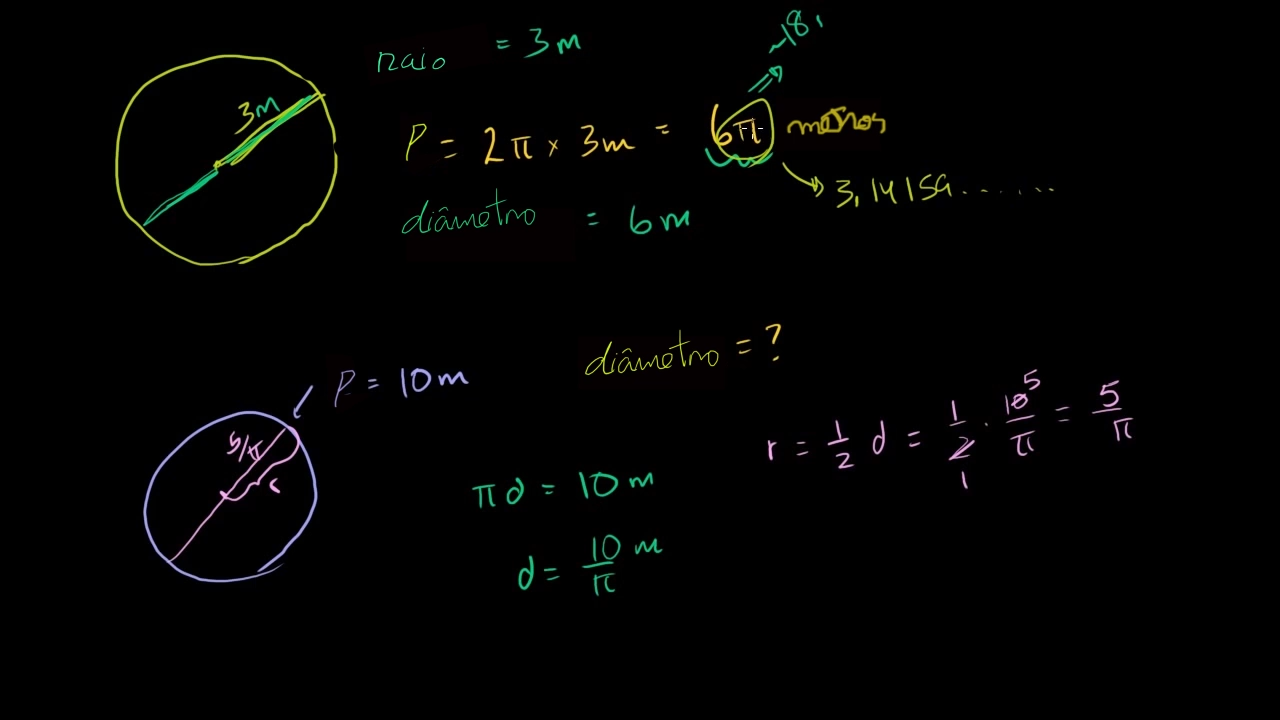 3m
raio = 3m
~18,
P = 2π × 3m = 6π metros
3,14159.......
diâmetro = 6m
diâmetro = ?
P = 10m
5/π
r
r = 1/2 d = 1/2 · 10/π = 5/π
1
5
πd = 10m
d = 10/π m